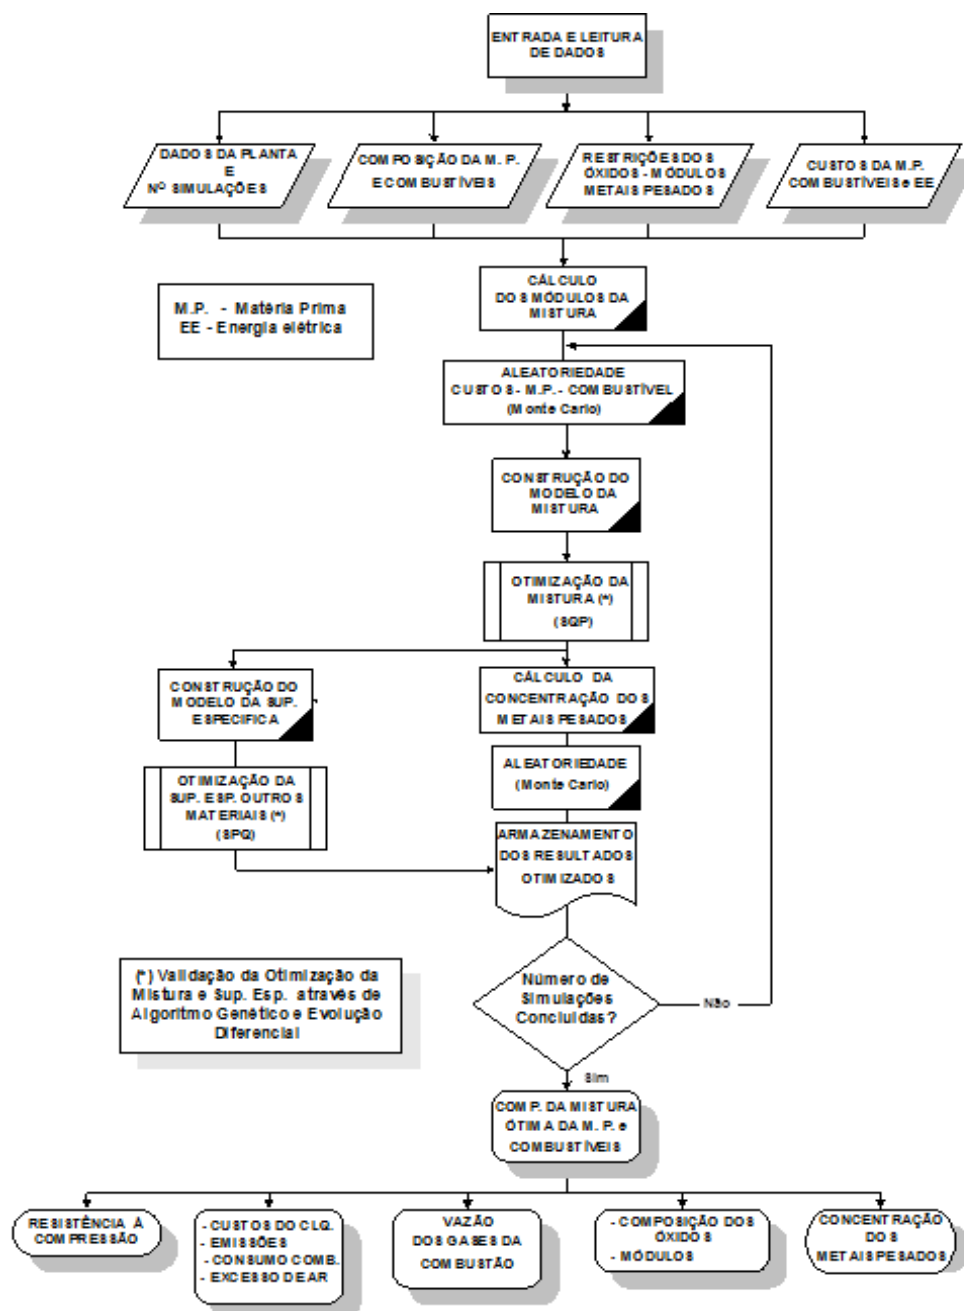 ENTRADA E LEITURA
DE DADOS
DADOS DA PLANTA
E
Nº SIMULAÇÕES
COMPOSIÇÃO DA M. P.
E COMBUSTÍVEIS
RESTRIÇÕES DOS
ÓXIDOS - MÓDULOS
METAIS PESADOS
CUSTOS DA M.P.
COMBUSTÍVEIS e EE
CÁLCULO
DOS MÓDULOS DA
MISTURA
M.P. - Matéria Prima
EE - Energia elétrica
ALEATORIEDADE
CUSTOS - M.P. - COMBUSTÍVEL
(Monte Carlo)
CONSTRUÇÃO DO
MODELO DA
MISTURA
OTIMIZAÇÃO DA
MISTURA (*)
(SQP)
CONSTRUÇÃO DO
MODELO DA SUP.
ESPECIFICA
CÁLCULO DA
CONCENTRAÇÃO DOS
METAIS PESADOS
OTIMIZAÇÃO DA
SUP. ESP. OUTROS
MATERIAIS (*)
(SPQ)
ALEATORIEDADE
(Monte Carlo)
ARMAZENAMENTO
DOS RESULTADOS
OTIMIZADOS
(*) Validação da Otimização da
Mistura e Sup. Esp. através de
Algoritmo Genético e Evolução
Diferencial
Número de
Simulações
Concluídas?
Não
Sim
COMP. DA MISTURA
ÓTIMA DA M. P. e
COMBUSTÍVEIS
RESISTÊNCIA À
COMPRESSÃO
- CUSTOS DO CLQ.
- EMISSÕES
- CONSUMO COMB.
- EXCESSO DE AR
VAZÃO
DOS GASES DA
COMBUSTÃO
- COMPOSIÇÃO DOS
ÓXIDOS
- MÓDULOS
CONCENTRAÇÃO
DOS
METAIS PESADOS